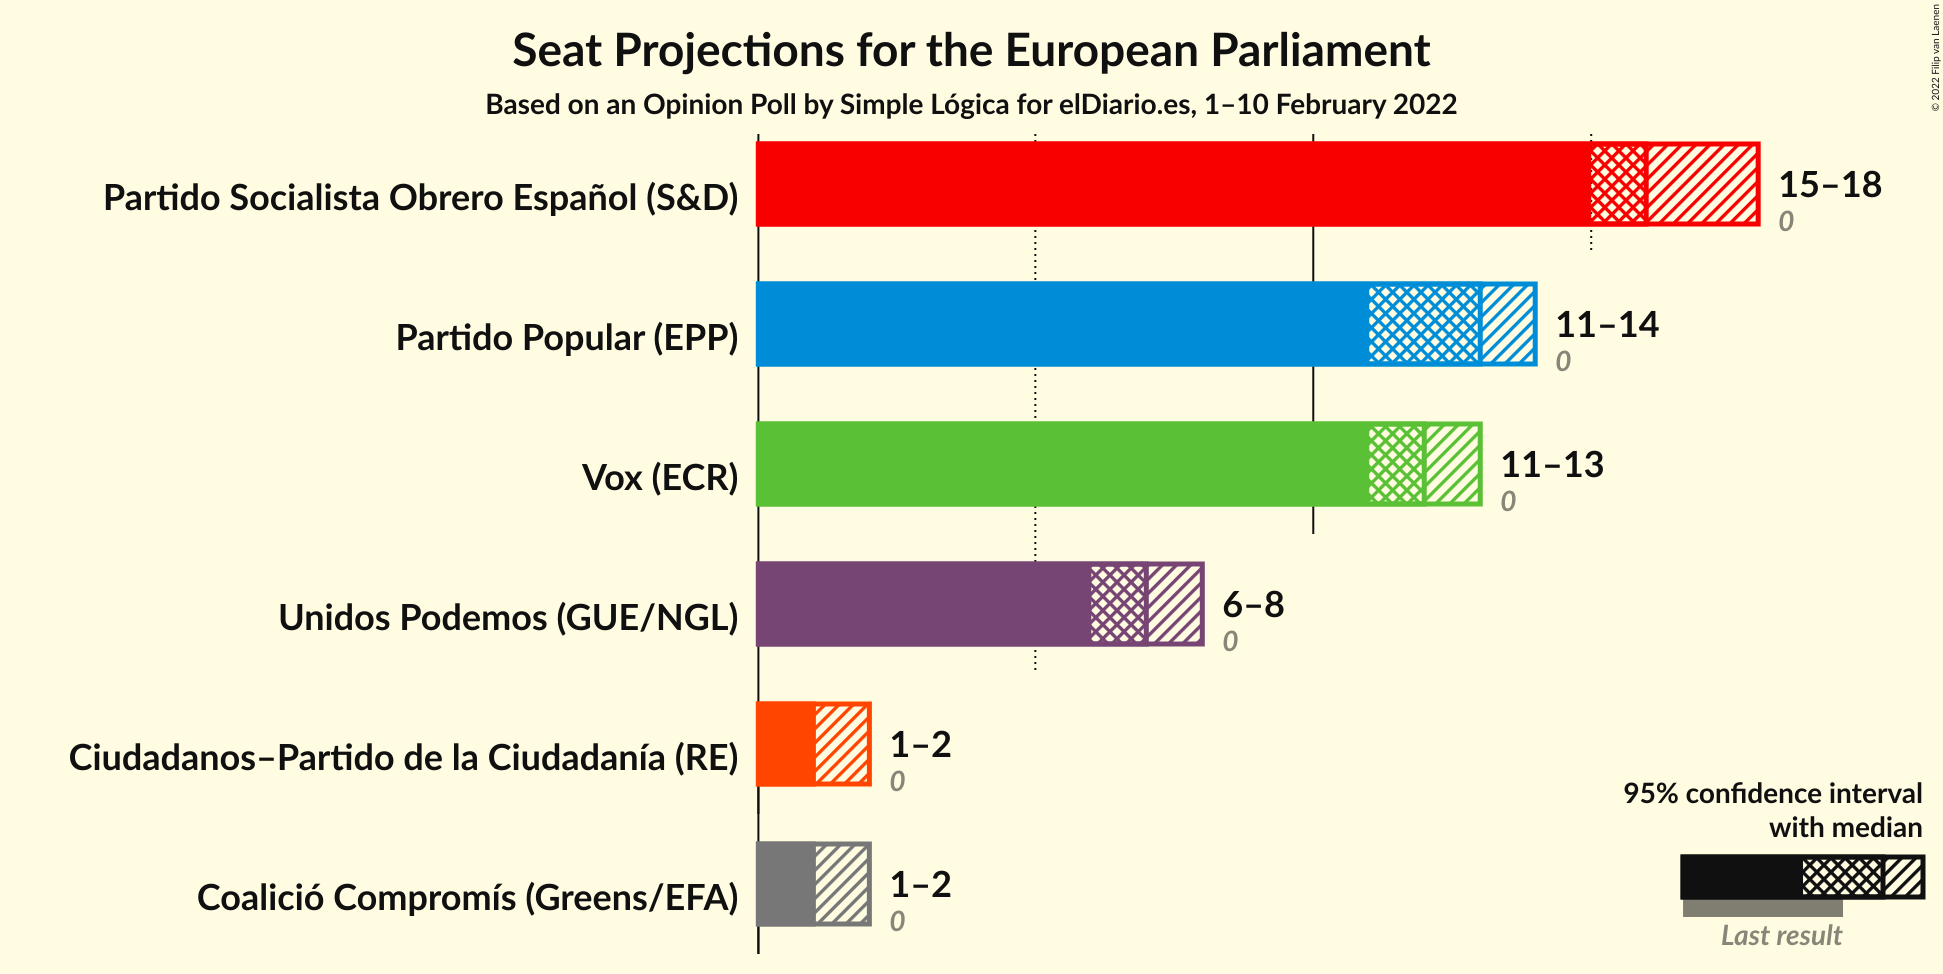 Seat Projections for the European Parliament
Based on an Opinion Poll by Simple Lógica for elDiario.es, 1–10 February 2022
© 2022 Filip van Laenen
Partido Socialista Obrero Español (S&D)
15–18
0
Partido Popular (EPP)
11–14
0
Vox (ECR)
11–13
0
Unidos Podemos (GUE/NGL)
6–8
0
Ciudadanos–Partido de la Ciudadanía (RE)
1–2
0
Coalició Compromís (Greens/EFA)
1–2
0
95% confidence interval
with median
Last result